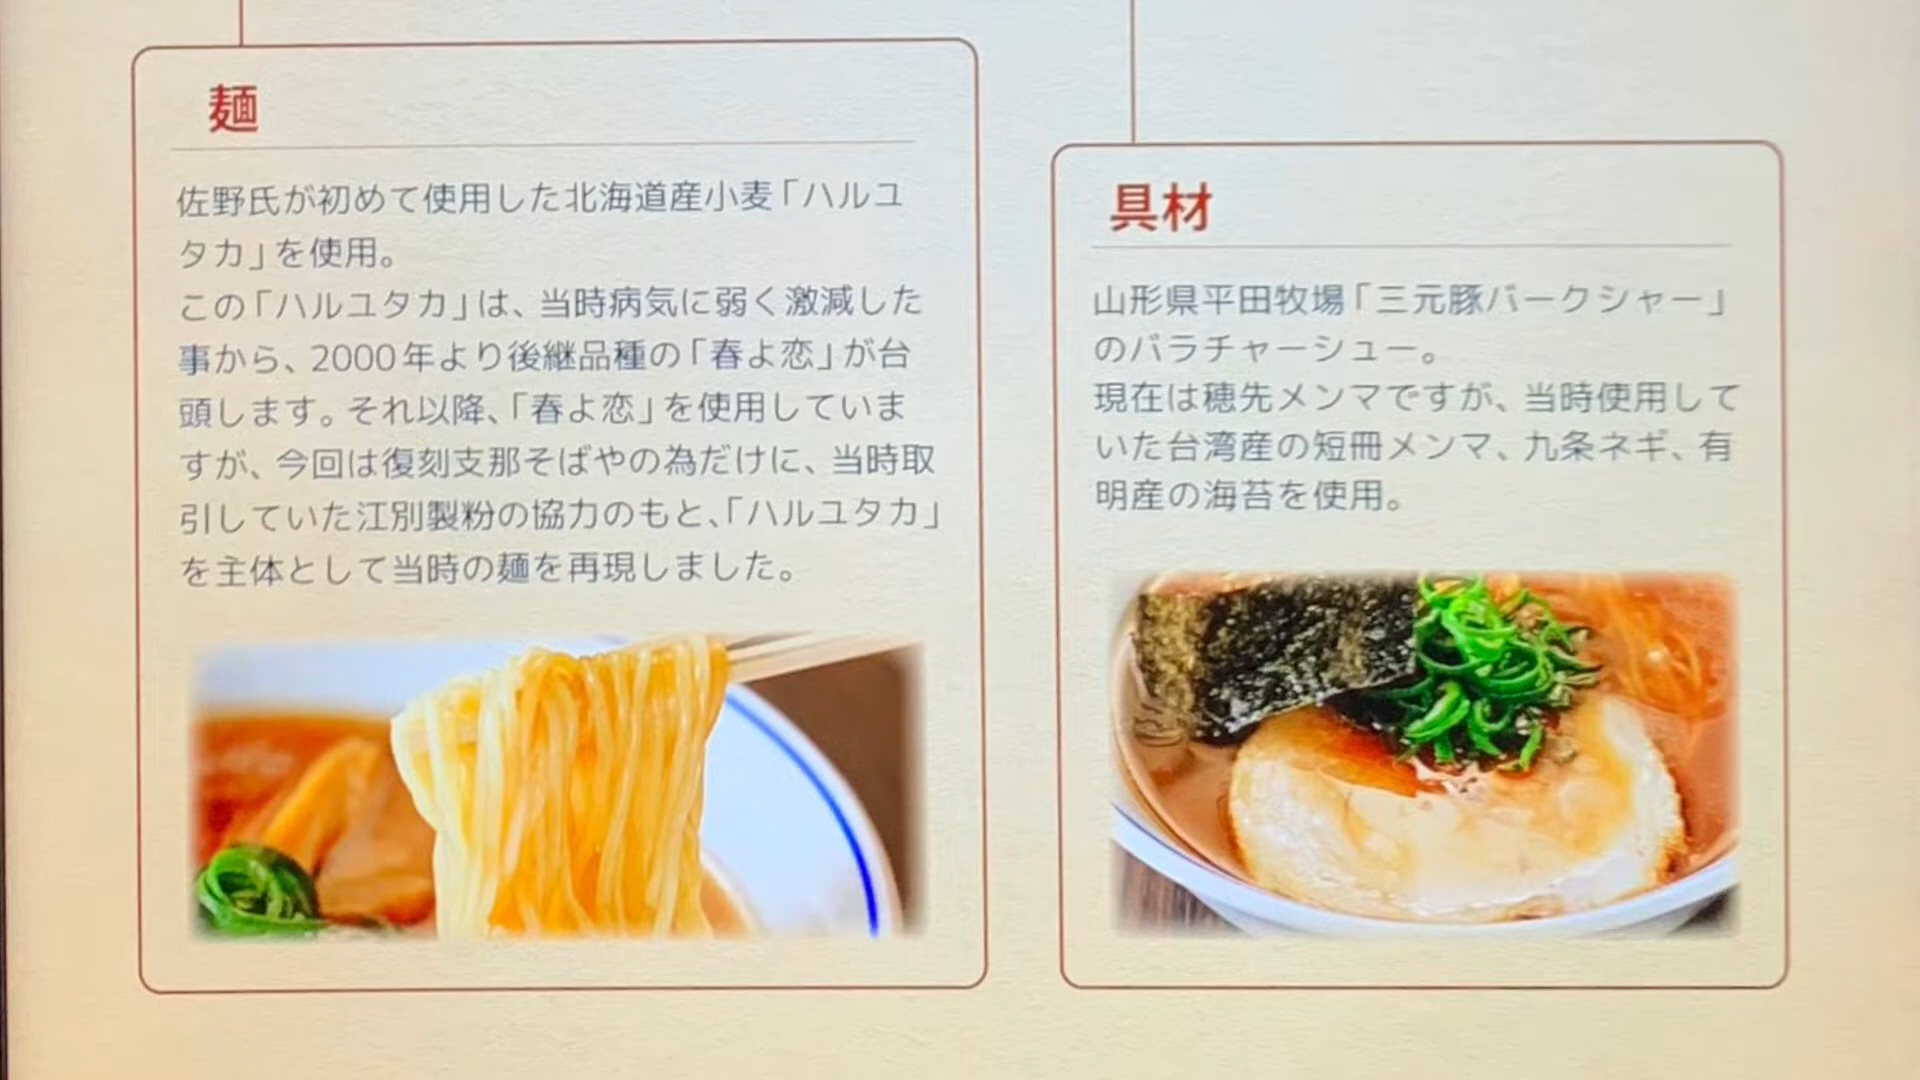 麺
佐野氏が初めて使用した北海道産小麦「ハルユ
タカ」を使用。
この「ハルユタカ」は、当時病気に弱く激減した
事から、2000年より後継品種の「春よ恋」が台
頭します。それ以降、「春よ恋」を使用していま
すが、今回は復刻支那そばやの為だけに、当時取
引していた江別製粉の協力のもと、「ハルユタカ」
を主体として当時の麺を再現しました。
具材
山形県平田牧場「三元豚バークシャー」
のバラチャーシュー。
現在は穂先メンマですが、当時使用して
いた台湾産の短冊メンマ、九条ネギ、有
明産の海苔を使用。